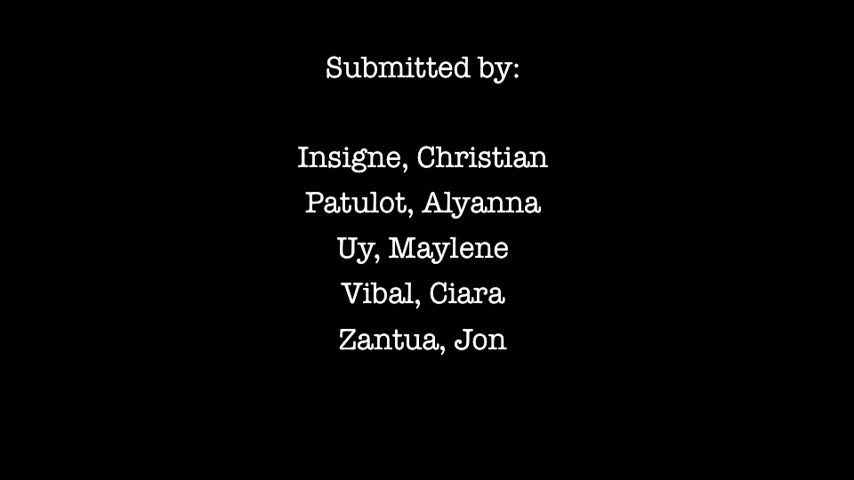 Submitted by:
Insigne, Christian
Patulot, Alyanna
Uy, Maylene
Vibal, Ciara
Zantua, Jon